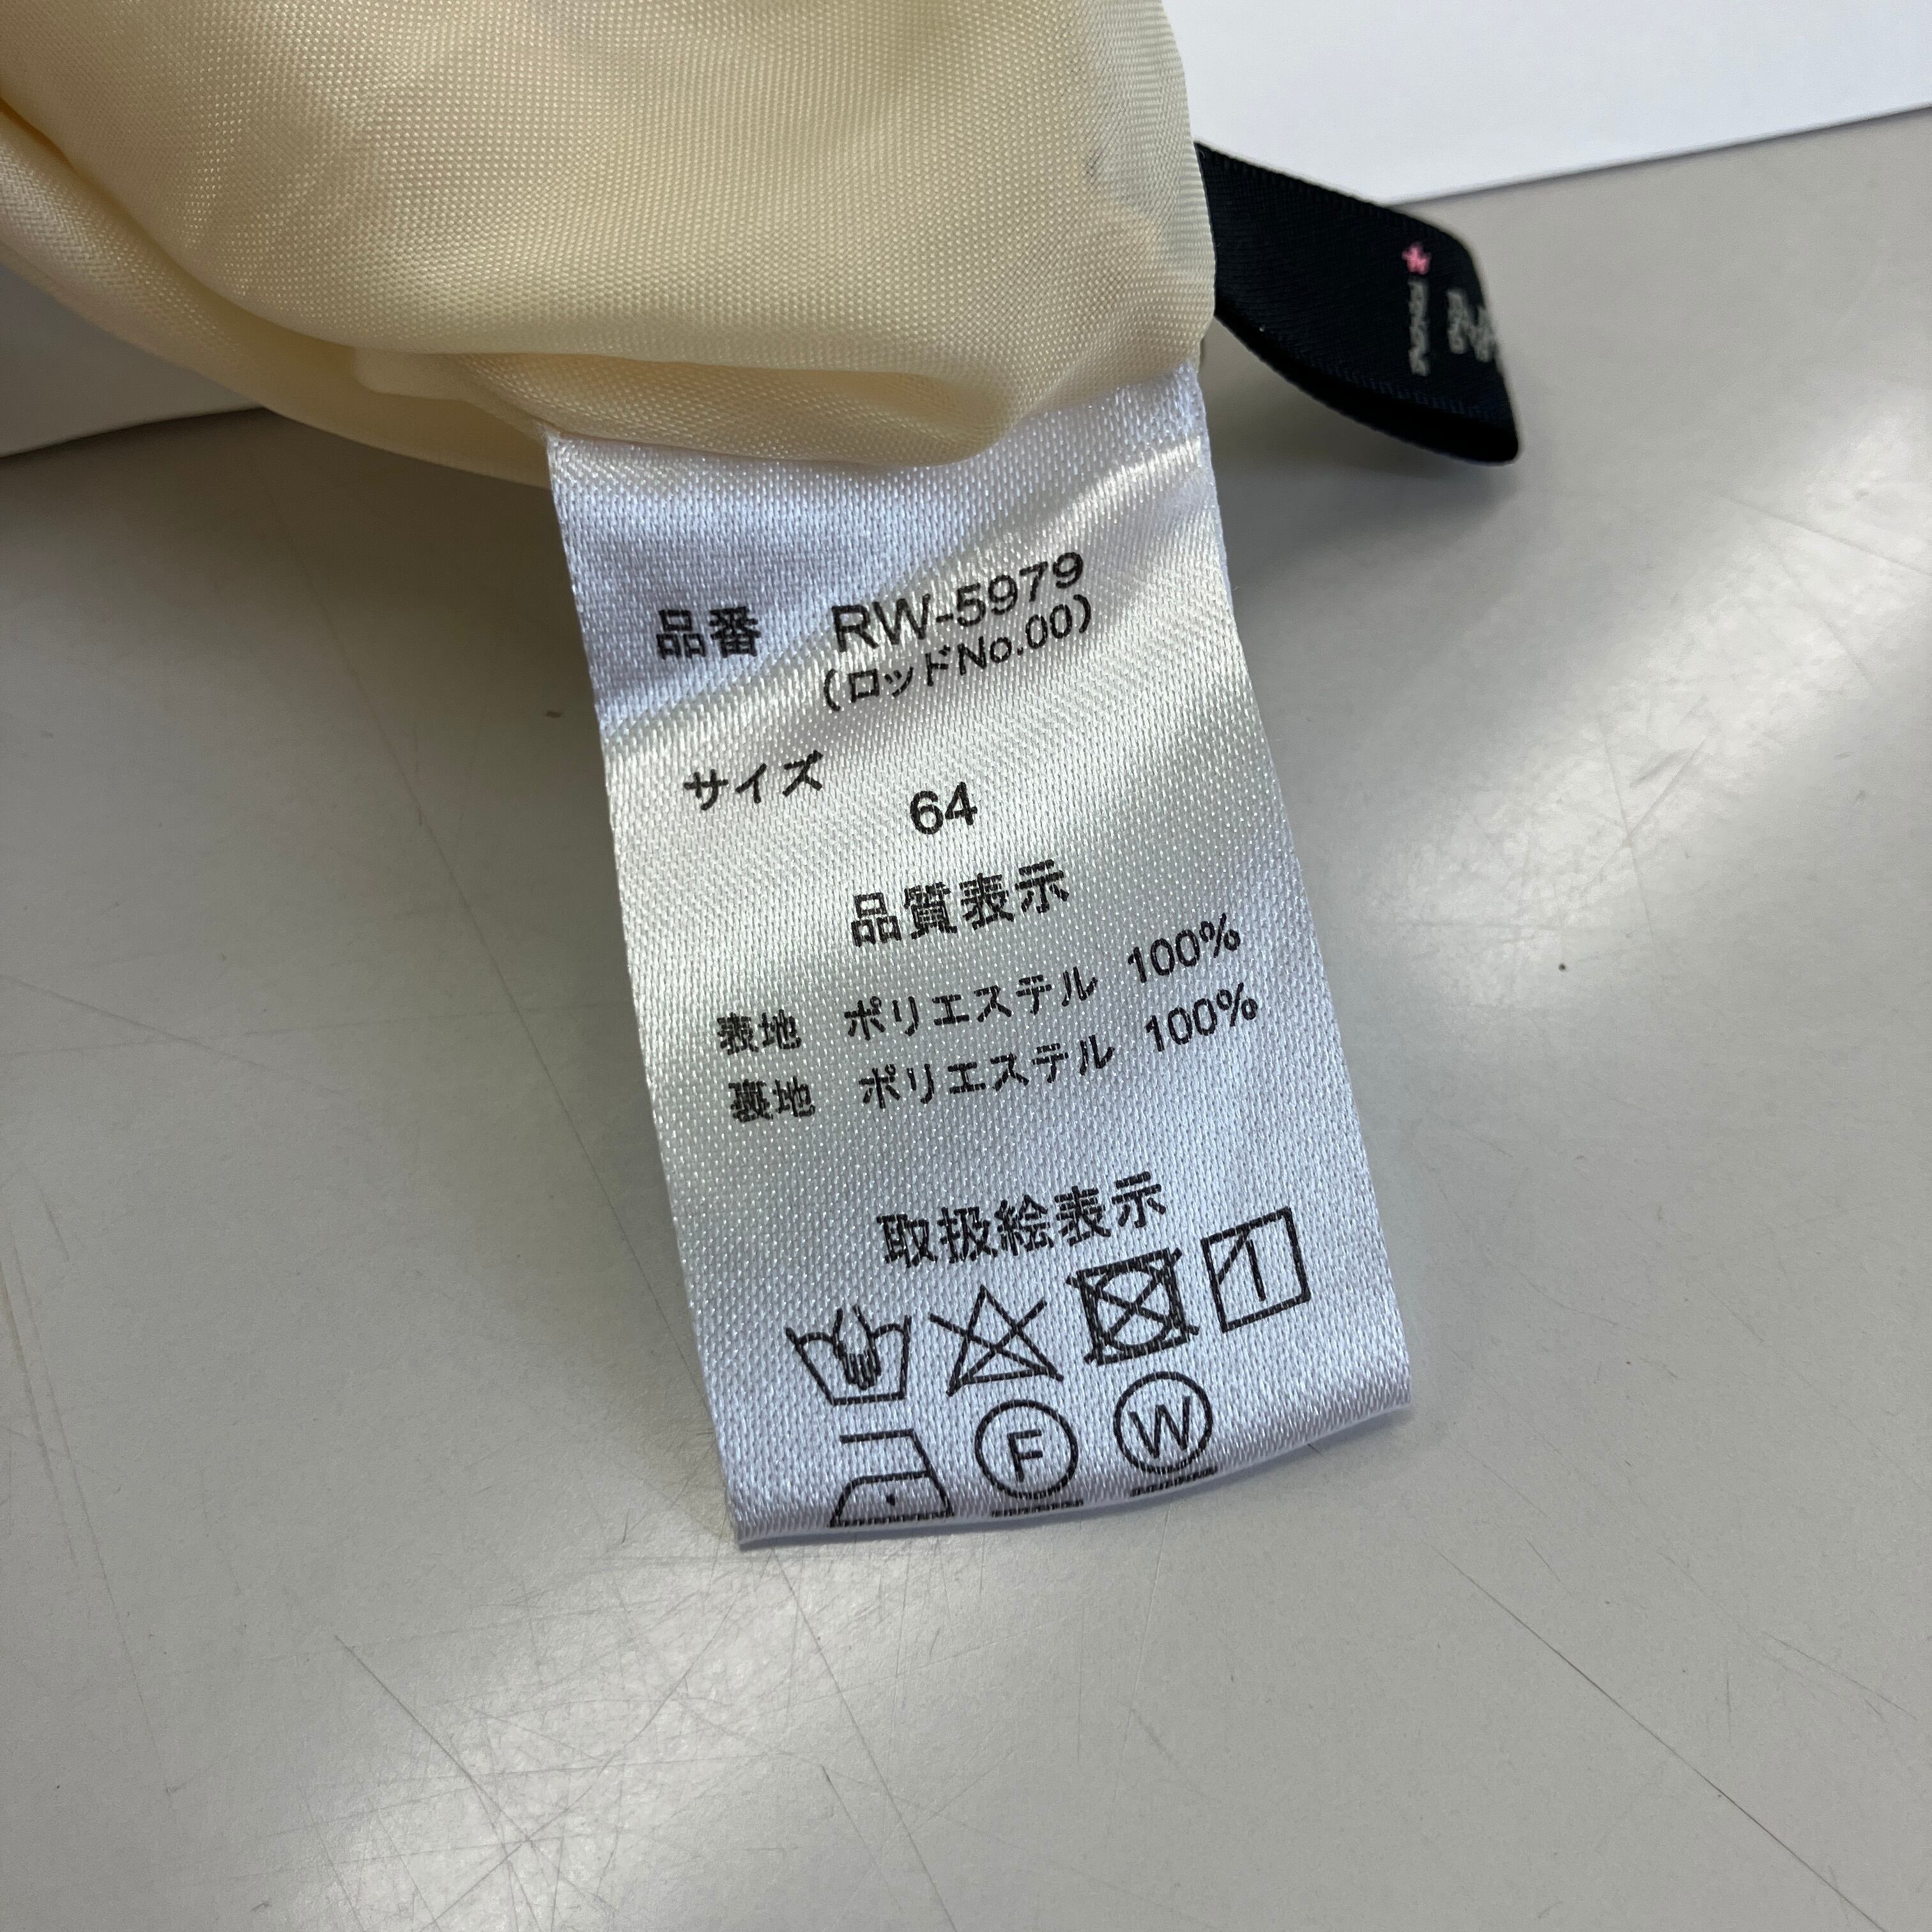 品番 RW-5979
(ロッドNo.00)
サイズ
64
品質表示
表地 ポリエステル 100%
裏地 ポリエステル 100%
取扱絵表示
F W